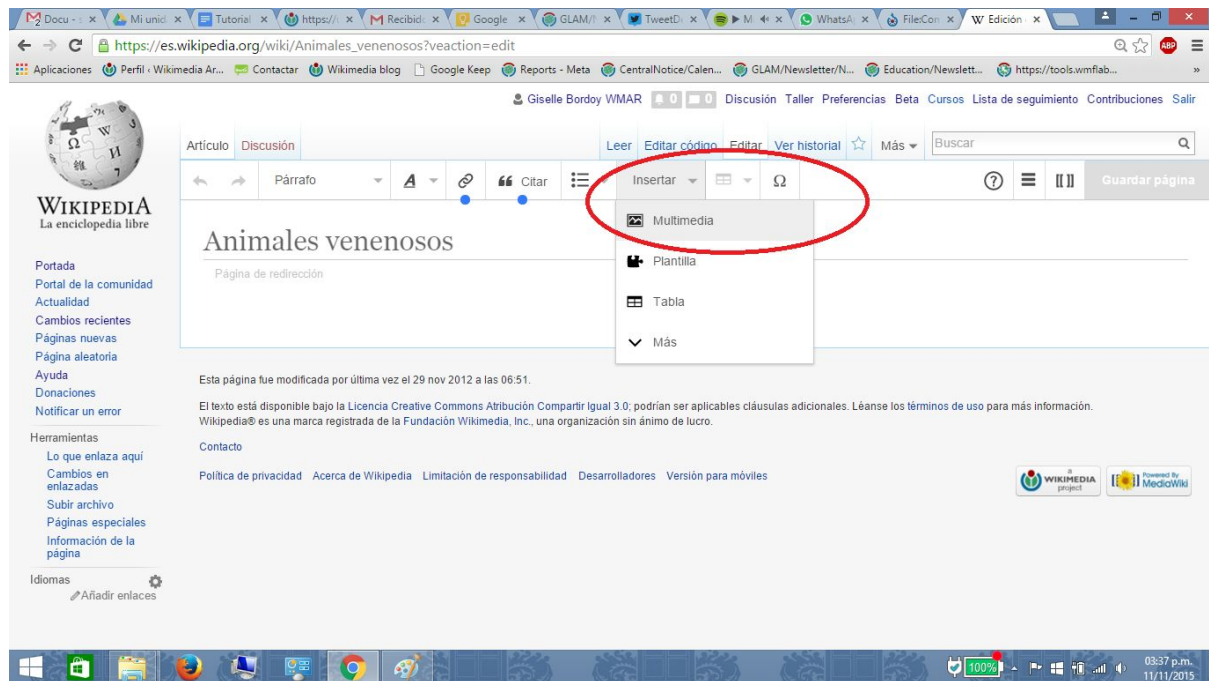 Docu - s
Mi unid
Tutorial
https://
Recibid
Google
GLAM/
TweetD
M
WhatsA
File:Con
Edición
https://es.wikipedia.org/wiki/Animales_venenosos?veaction=edit
ABP
Aplicaciones Perfil ‹ Wikimedia Ar... Contactar Wikimedia blog Google Keep Reports - Meta CentralNotice/Calen... GLAM/Newsletter/N... Education/Newslett... https://tools.wmflab... »
Giselle Bordoy WMAR 0 0 Discusión Taller Preferencias Beta Cursos Lista de seguimiento Contribuciones Salir
Artículo Discusión Leer Editar código Editar Ver historial Más Buscar
Párrafo A Citar Insertar Ω ? [[ ]] Guardar página
WIKIPEDIA
La enciclopedia libre
Multimedia
Plantilla
Tabla
Más
Animales venenosos
Página de redirección
Portada
Portal de la comunidad
Actualidad
Cambios recientes
Páginas nuevas
Página aleatoria
Ayuda
Donaciones
Notificar un error
Herramientas
Lo que enlaza aquí
Cambios en
enlazadas
Subir archivo
Páginas especiales
Información de la
página
Idiomas
Añadir enlaces
Esta página fue modificada por última vez el 29 nov 2012 a las 06:51.
El texto está disponible bajo la Licencia Creative Commons Atribución Compartir Igual 3.0; podrían ser aplicables cláusulas adicionales. Léanse los términos de uso para más información.
Wikipedia® es una marca registrada de la Fundación Wikimedia, Inc., una organización sin ánimo de lucro.
Contacto
Política de privacidad Acerca de Wikipedia Limitación de responsabilidad Desarrolladores Versión para móviles
a
WIKIMEDIA
project
Powered By
MediaWiki
100%
03:37 p.m.
11/11/2015